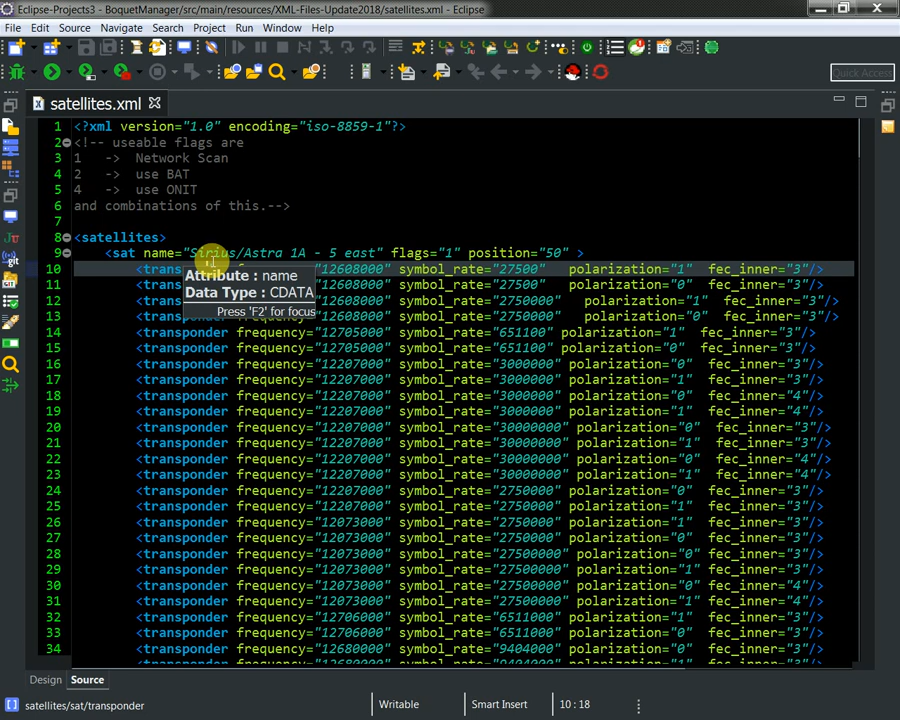 Eclipse-Projects3 - BoquetManager/src/main/resources/XML-Files-Update2018/satellites.xml - Eclipse
File Edit Source Navigate Search Project Run Window Help
Quick Access
satellites.xml
1 <?xml version="1.0" encoding="iso-8859-1"?>
2 <!-- useable flags are
3 1 -> Network Scan
4 2 -> use BAT
5 4 -> use ONIT
6 and combinations of this.-->
7
8 <satellites>
9 <sat name="Sirius/Astra 1A - 5 east" flags="1" position="50" >
10 <trans "12608000" symbol_rate="27500" polarization="1" fec_inner="3"/>
Attribute : name
11 <trans "12608000" symbol_rate="27500" polarization="0" fec_inner="3"/>
Data Type : CDATA
12 <trans "12608000" symbol_rate="2750000" polarization="1" fec_inner="3"/>
Press 'F2' for focus
13 <trans "12608000" symbol_rate="2750000" polarization="0" fec_inner="3"/>
14 <transponder frequency="12705000" symbol_rate="651100" polarization="1" fec_inner="3"/>
15 <transponder frequency="12705000" symbol_rate="651100" polarization="0" fec_inner="3"/>
16 <transponder frequency="12207000" symbol_rate="3000000" polarization="0" fec_inner="3"/>
17 <transponder frequency="12207000" symbol_rate="3000000" polarization="1" fec_inner="3"/>
18 <transponder frequency="12207000" symbol_rate="3000000" polarization="0" fec_inner="4"/>
19 <transponder frequency="12207000" symbol_rate="3000000" polarization="1" fec_inner="4"/>
20 <transponder frequency="12207000" symbol_rate="30000000" polarization="0" fec_inner="3"/>
21 <transponder frequency="12207000" symbol_rate="30000000" polarization="1" fec_inner="3"/>
22 <transponder frequency="12207000" symbol_rate="30000000" polarization="0" fec_inner="4"/>
23 <transponder frequency="12207000" symbol_rate="30000000" polarization="1" fec_inner="4"/>
24 <transponder frequency="12207000" symbol_rate="2750000" polarization="0" fec_inner="3"/>
25 <transponder frequency="12207000" symbol_rate="2750000" polarization="1" fec_inner="3"/>
26 <transponder frequency="12073000" symbol_rate="2750000" polarization="1" fec_inner="3"/>
27 <transponder frequency="12073000" symbol_rate="2750000" polarization="0" fec_inner="3"/>
28 <transponder frequency="12073000" symbol_rate="27500000" polarization="0" fec_inner="3"/>
29 <transponder frequency="12073000" symbol_rate="27500000" polarization="1" fec_inner="3"/>
30 <transponder frequency="12073000" symbol_rate="27500000" polarization="0" fec_inner="4"/>
31 <transponder frequency="12073000" symbol_rate="27500000" polarization="1" fec_inner="4"/>
32 <transponder frequency="12706000" symbol_rate="6511000" polarization="1" fec_inner="3"/>
33 <transponder frequency="12706000" symbol_rate="6511000" polarization="0" fec_inner="3"/>
34 <transponder frequency="12680000" symbol_rate="9404000" polarization="0" fec_inner="3"/>
<transponder frequency="12680000" symbol_rate="9404000" polarization="1" fec_inner="3"/>
Design Source
satellites/sat/transponder Writable Smart Insert 10 : 18